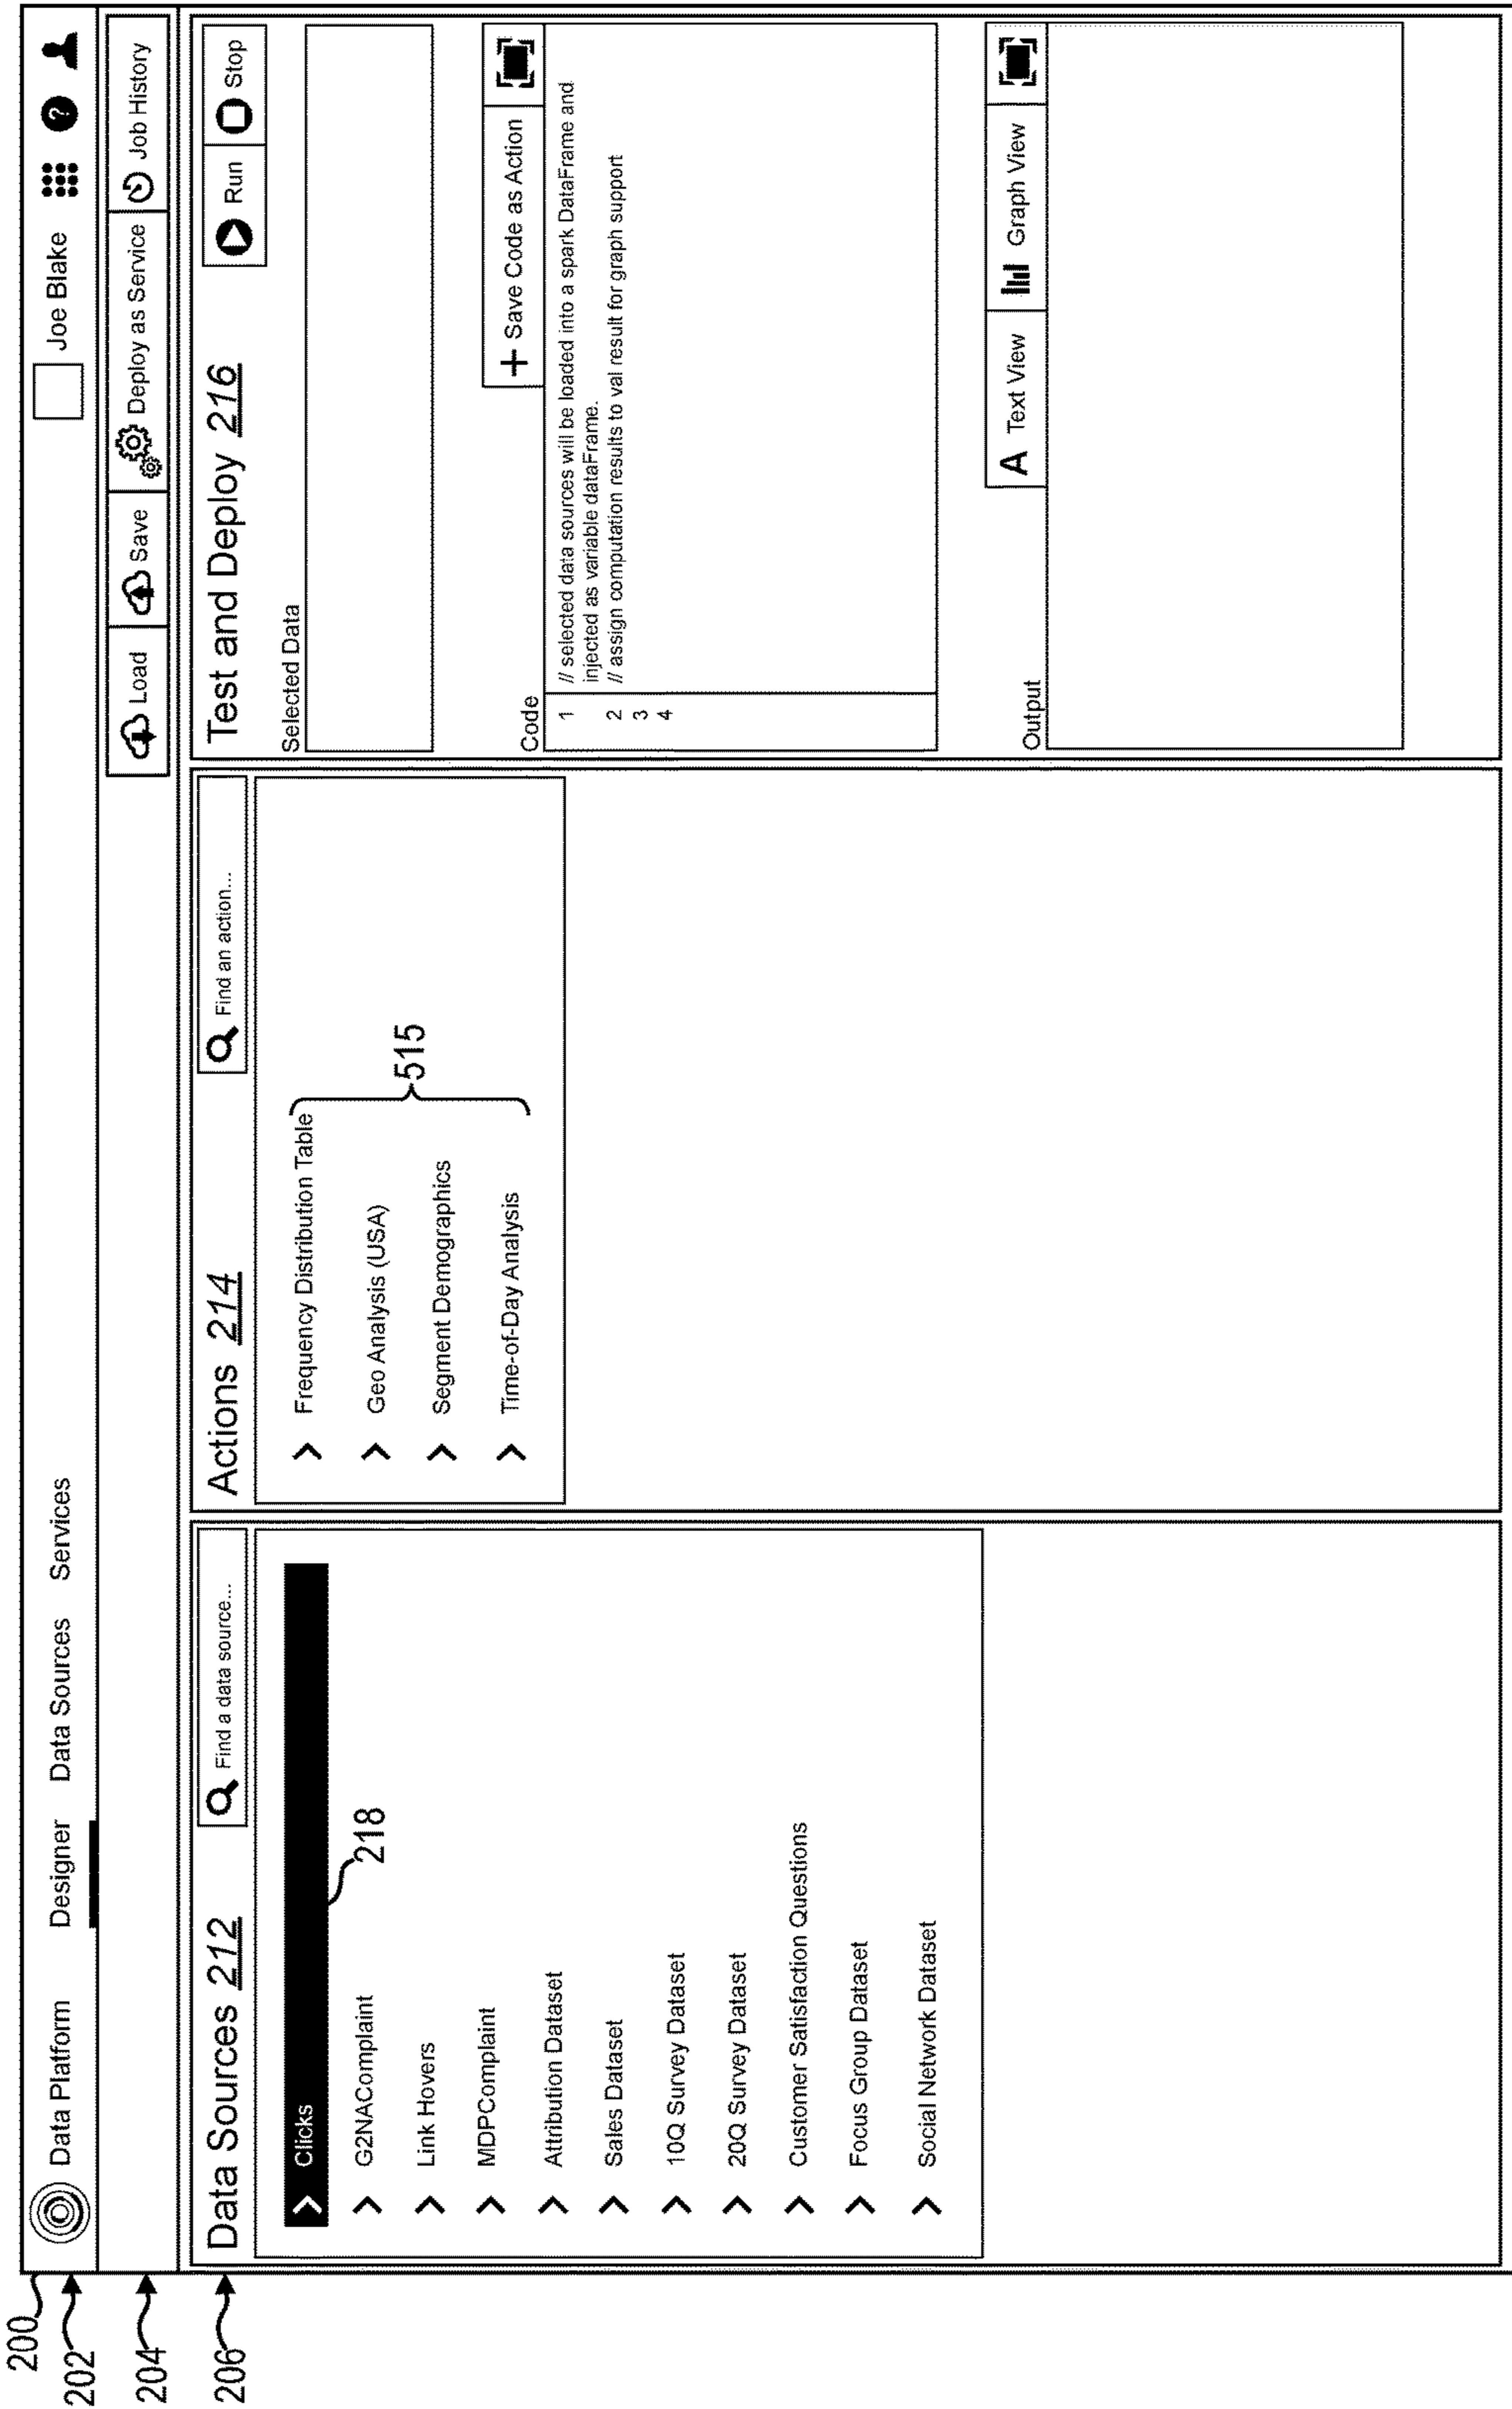 200
202
204
206
Data Platform Designer Data Sources Services Joe Blake ?
Load Save Deploy as Service Job History
Data Sources 212 Find a data source...
Clicks
218
G2NAComplaint
Link Hovers
MDPComplaint
Attribution Dataset
Sales Dataset
10Q Survey Dataset
20Q Survey Dataset
Customer Satisfaction Questions
Focus Group Dataset
Social Network Dataset
Actions 214 Find an action...
Frequency Distribution Table
Geo Analysis (USA)
Segment Demographics
Time-of-Day Analysis
515
Test and Deploy 216 Run Stop
Selected Data
Code + Save Code as Action
1 // selected data sources will be loaded into a spark DataFrame and
injected as variable dataFrame.
2 // assign computation results to val result for graph support
3
4
Output A Text View Graph View